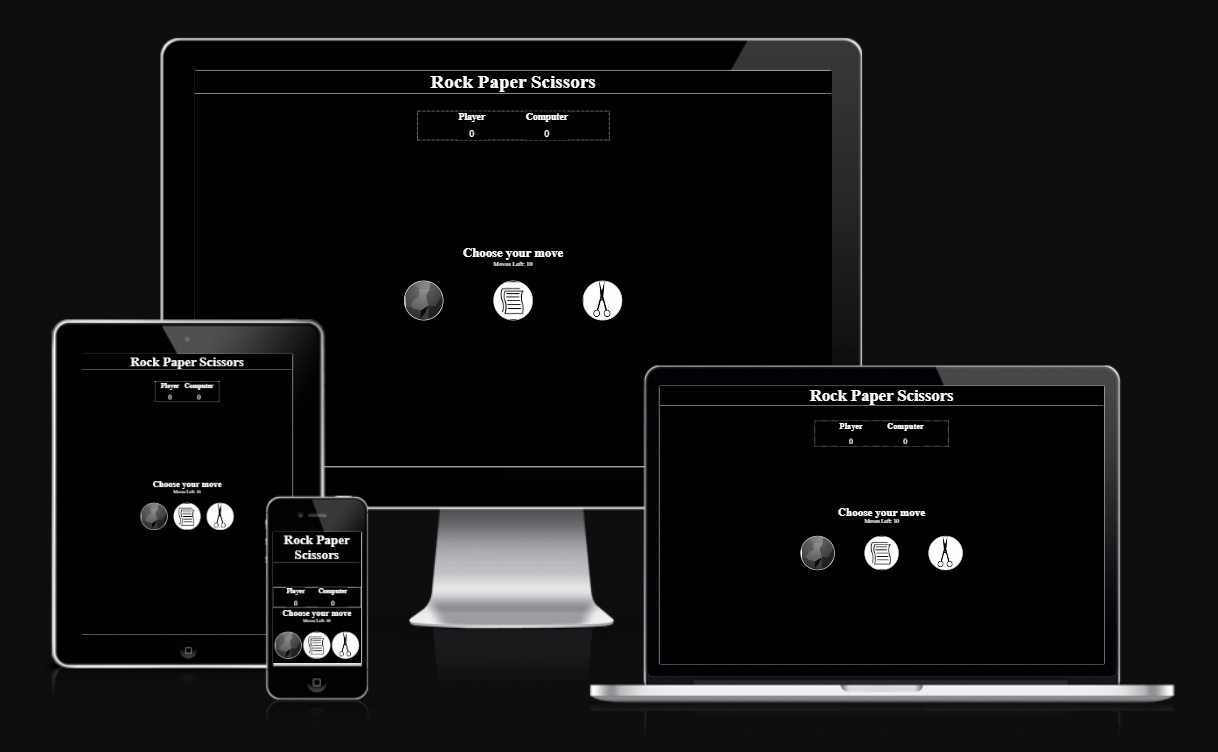 Rock Paper Scissors
Player Computer
0 0
Choose your move
Moves Left: 10
Rock Paper Scissors
Player Computer
0 0
Choose your move
Moves Left: 10
Rock Paper
Scissors
Player Computer
0 0
Choose your move
Moves Left: 10
Rock Paper Scissors
Player Computer
0 0
Choose your move
Moves Left: 10